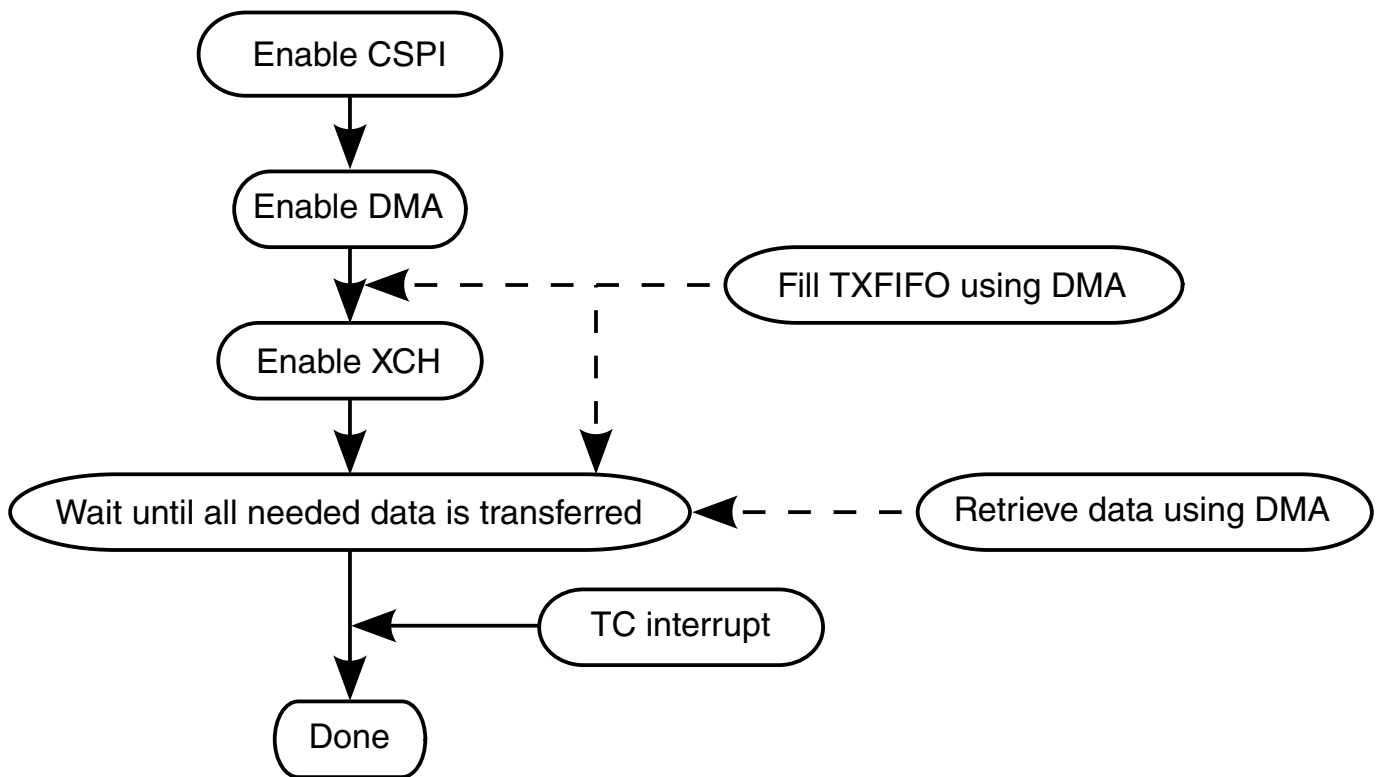 Enable CSPI
Enable DMA
Fill TXFIFO using DMA
Enable XCH
Wait until all needed data is transferred
Retrieve data using DMA
TC interrupt
Done